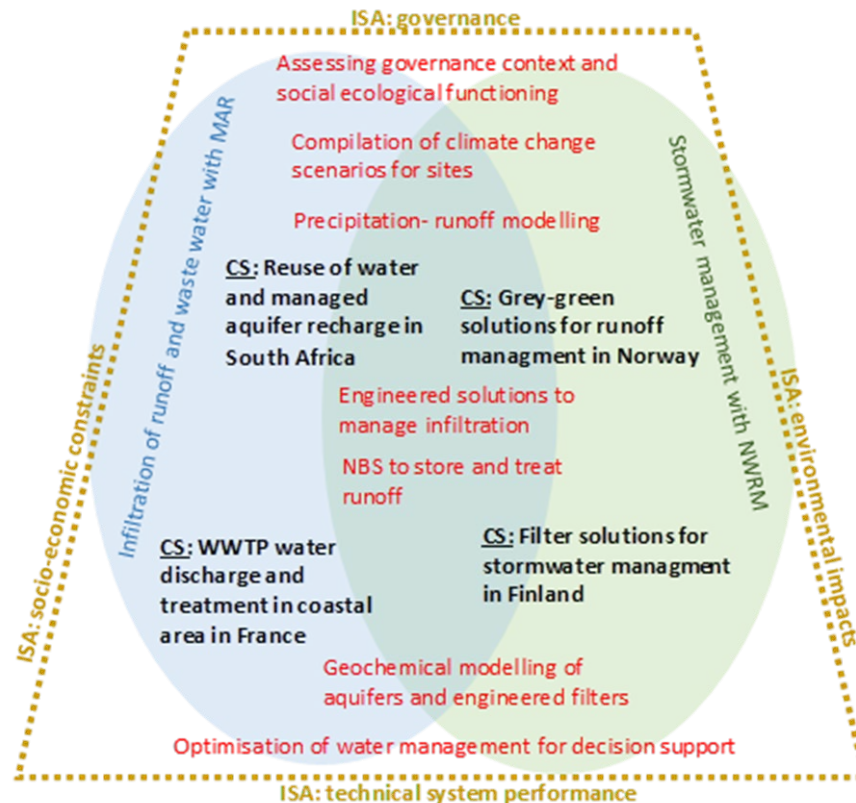 ISA: governance
Assessing governance context and
social ecological functioning
Compilation of climate change
scenarios for sites
Precipitation- runoff modelling
Infiltration of runoff and waste water with MAR
Stormwater management with NWRM
CS: Reuse of water
and managed
aquifer recharge in
South Africa
CS: Grey-green
solutions for runoff
managment in Norway
ISA: socio-economic constraints
ISA: environmental impacts
Engineered solutions to
manage infiltration
NBS to store and treat
runoff
CS: WWTP water
discharge and
treatment in coastal
area in France
CS: Filter solutions for
stormwater managment
in Finland
Geochemical modelling of
aquifers and engineered filters
Optimisation of water management for decision support
ISA: technical system performance